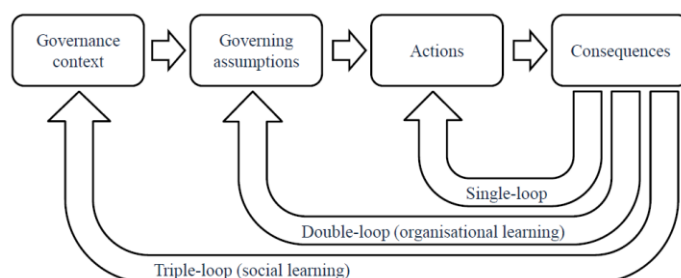 Governance
context
Governing
assumptions
Actions
Consequences
Single-loop
Double-loop (organisational learning)
Triple-loop (social learning)